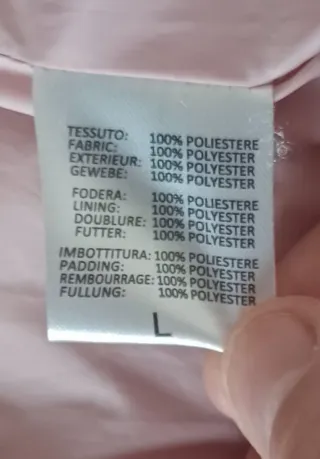 TESSUTO: 100% POLIESTERE
FABRIC: 100% POLYESTER
EXTERIEUR: 100% POLYESTER
GEWEBE: 100% POLYESTER
FODERA: 100% POLIESTERE
LINING: 100% POLYESTER
DOUBLURE: 100% POLYESTER
FUTTER: 100% POLYESTER
IMBOTTITURA: 100% POLIESTERE
PADDING: 100% POLYESTER
REMBOURRAGE: 100% POLYESTER
FULLUNG: 100% POLYESTER
L